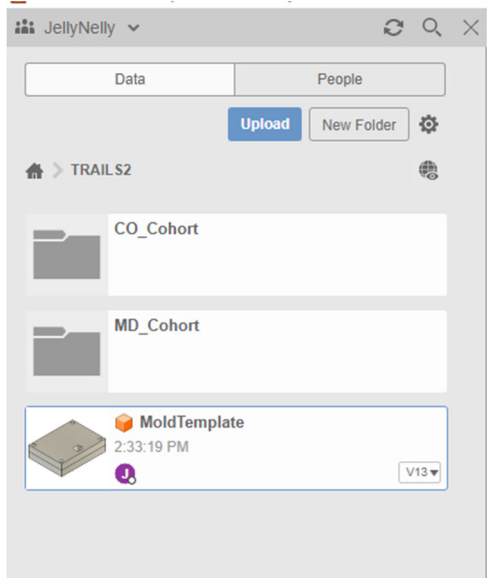 JellyNelly
Data People
Upload New Folder
TRAILS2
CO_Cohort
MD_Cohort
MoldTemplate
2:33:19 PM
J
V13